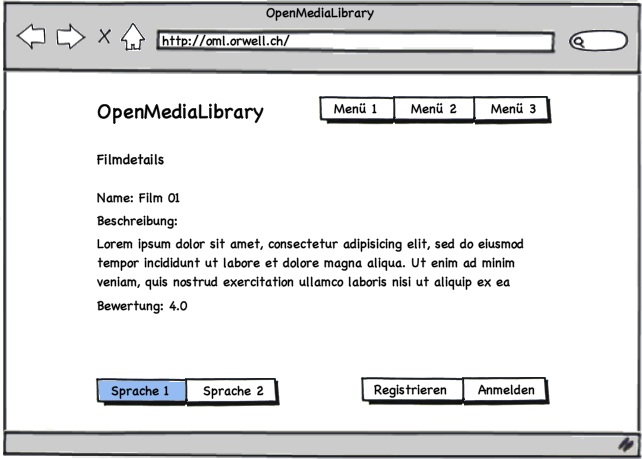 OpenMediaLibrary
http://oml.orwell.ch/
OpenMediaLibrary
Menü 1 Menü 2 Menü 3
Filmdetails
Name: Film 01
Beschreibung:
Lorem ipsum dolor sit amet, consectetur adipisicing elit, sed do eiusmod
tempor incididunt ut labore et dolore magna aliqua. Ut enim ad minim
veniam, quis nostrud exercitation ullamco laboris nisi ut aliquip ex ea
Bewertung: 4.0
Sprache 1 Sprache 2 Registrieren Anmelden